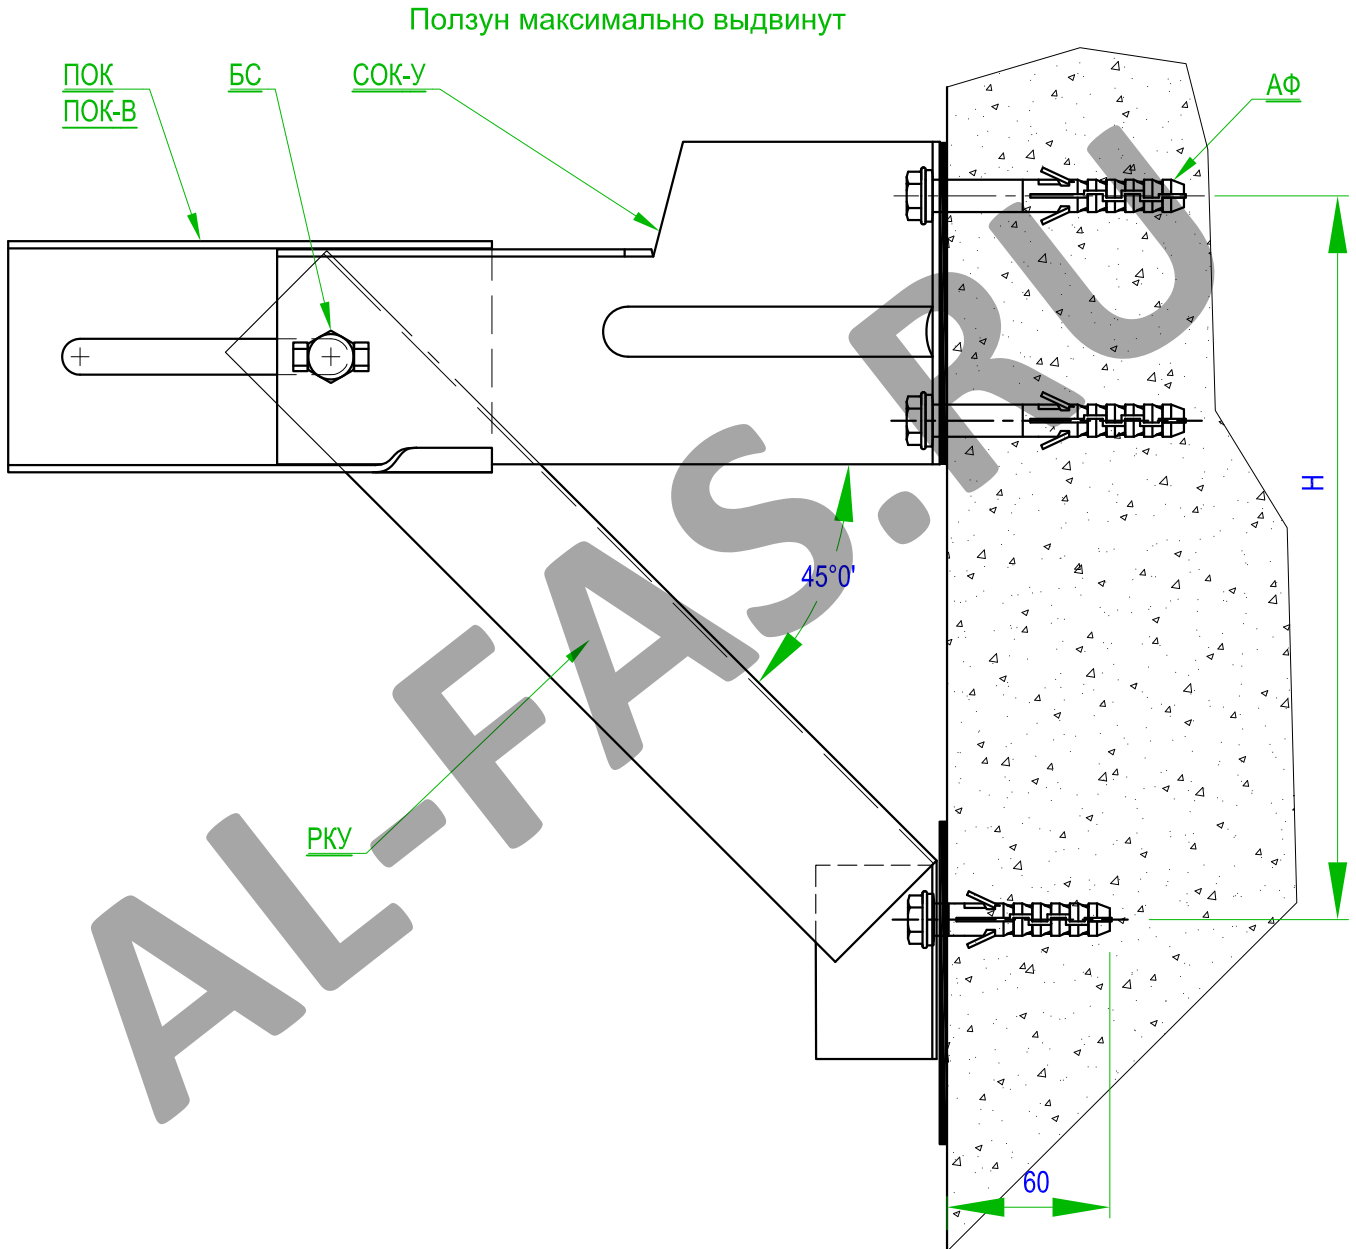 Ползун максимально выдвинут
ПОК
ПОК-В
БС
СОК-У
АФ
H
45°0'
РКУ
60
AL-FAS.RU